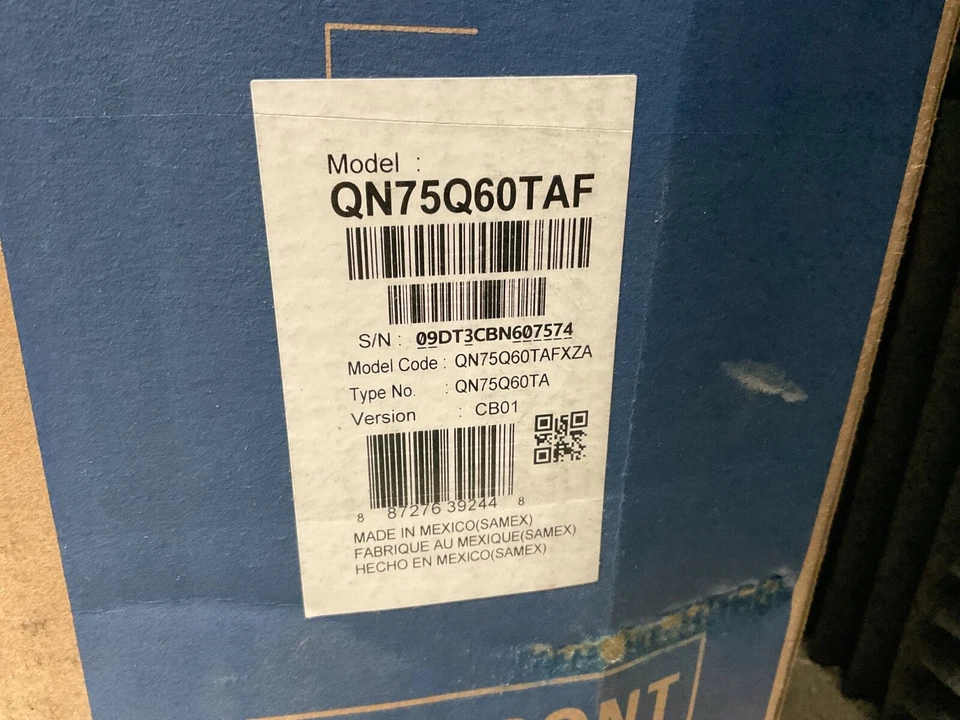 Model :
QN75Q60TAF
S/N : 09DT3CBN607574
Model Code : QN75Q60TAFXZA
Type No. : QN75Q60TA
Version : CB01
8 87276 39244 8
MADE IN MEXICO(SAMEX)
FABRIQUE AU MEXIQUE(SAMEX)
HECHO EN MEXICO(SAMEX)